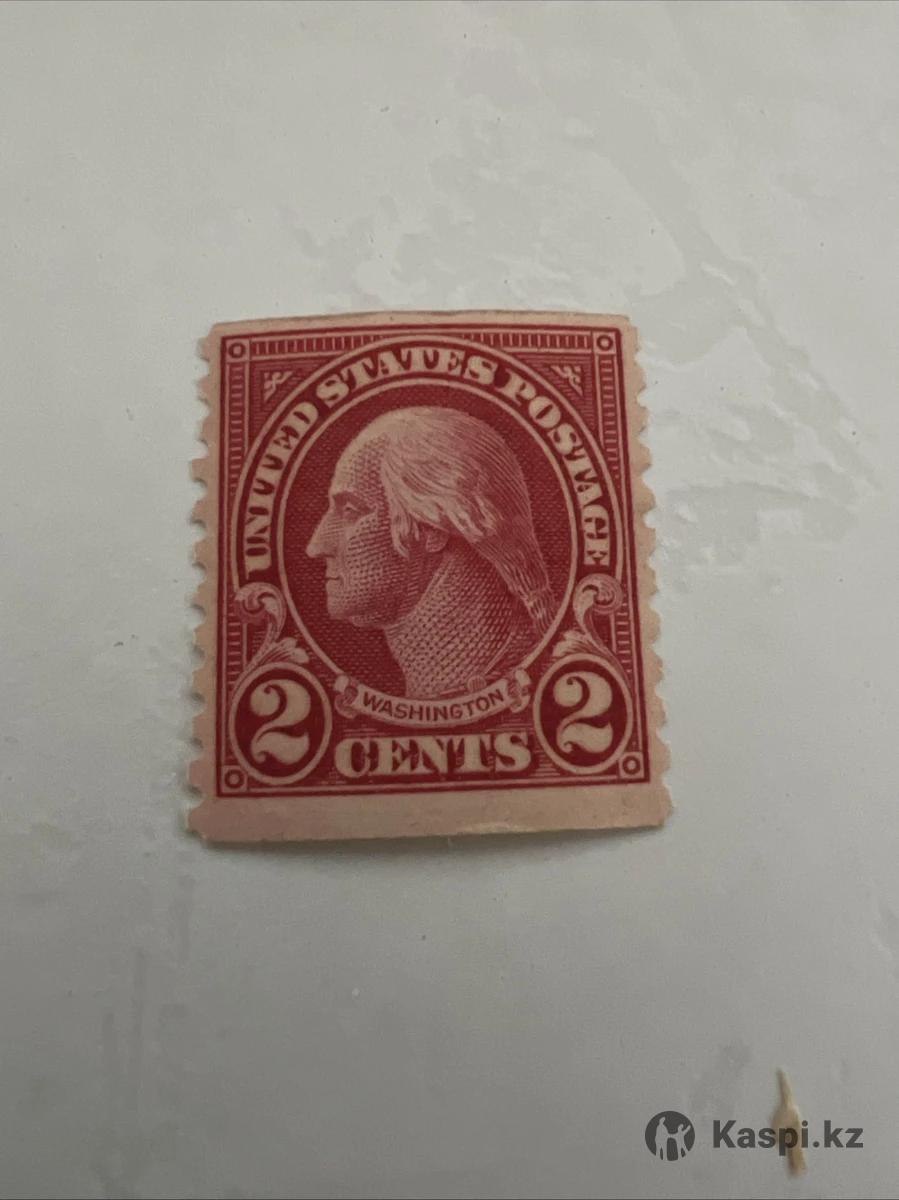 UNITED STATES POSTAGE
WASHINGTON
2 CENTS 2
Kaspi.kz